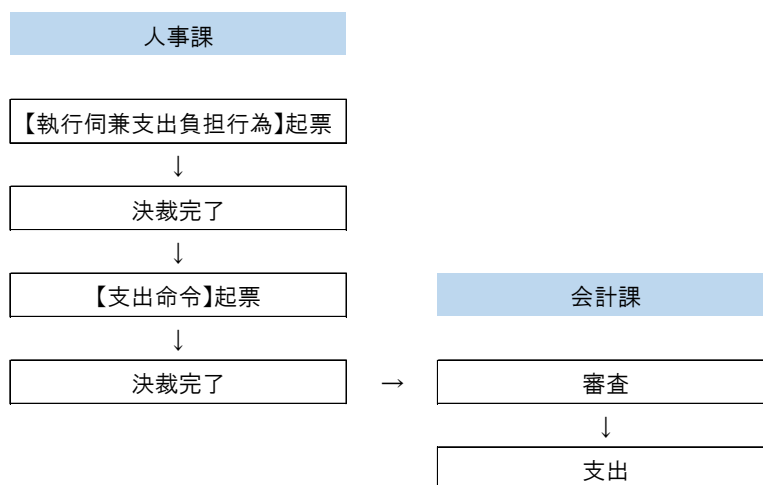 人事課
【執行伺兼支出負担行為】起票
↓
決裁完了
↓
【支出命令】起票
↓
決裁完了
→
会計課
審査
↓
支出